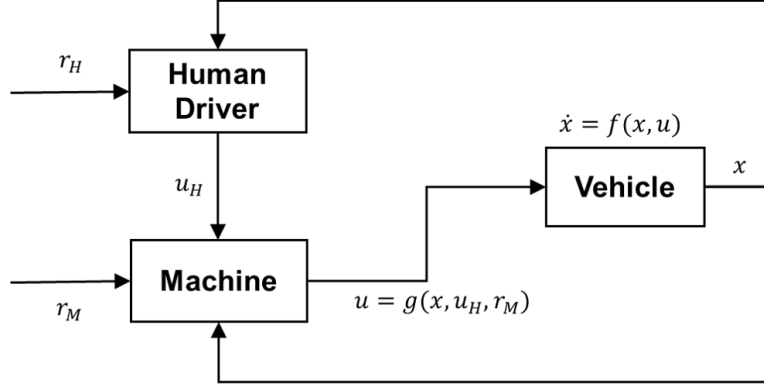 r_H
Human
Driver
u_H
ẋ = f(x, u)
Vehicle
x
Machine
r_M
u = g(x, u_H, r_M)